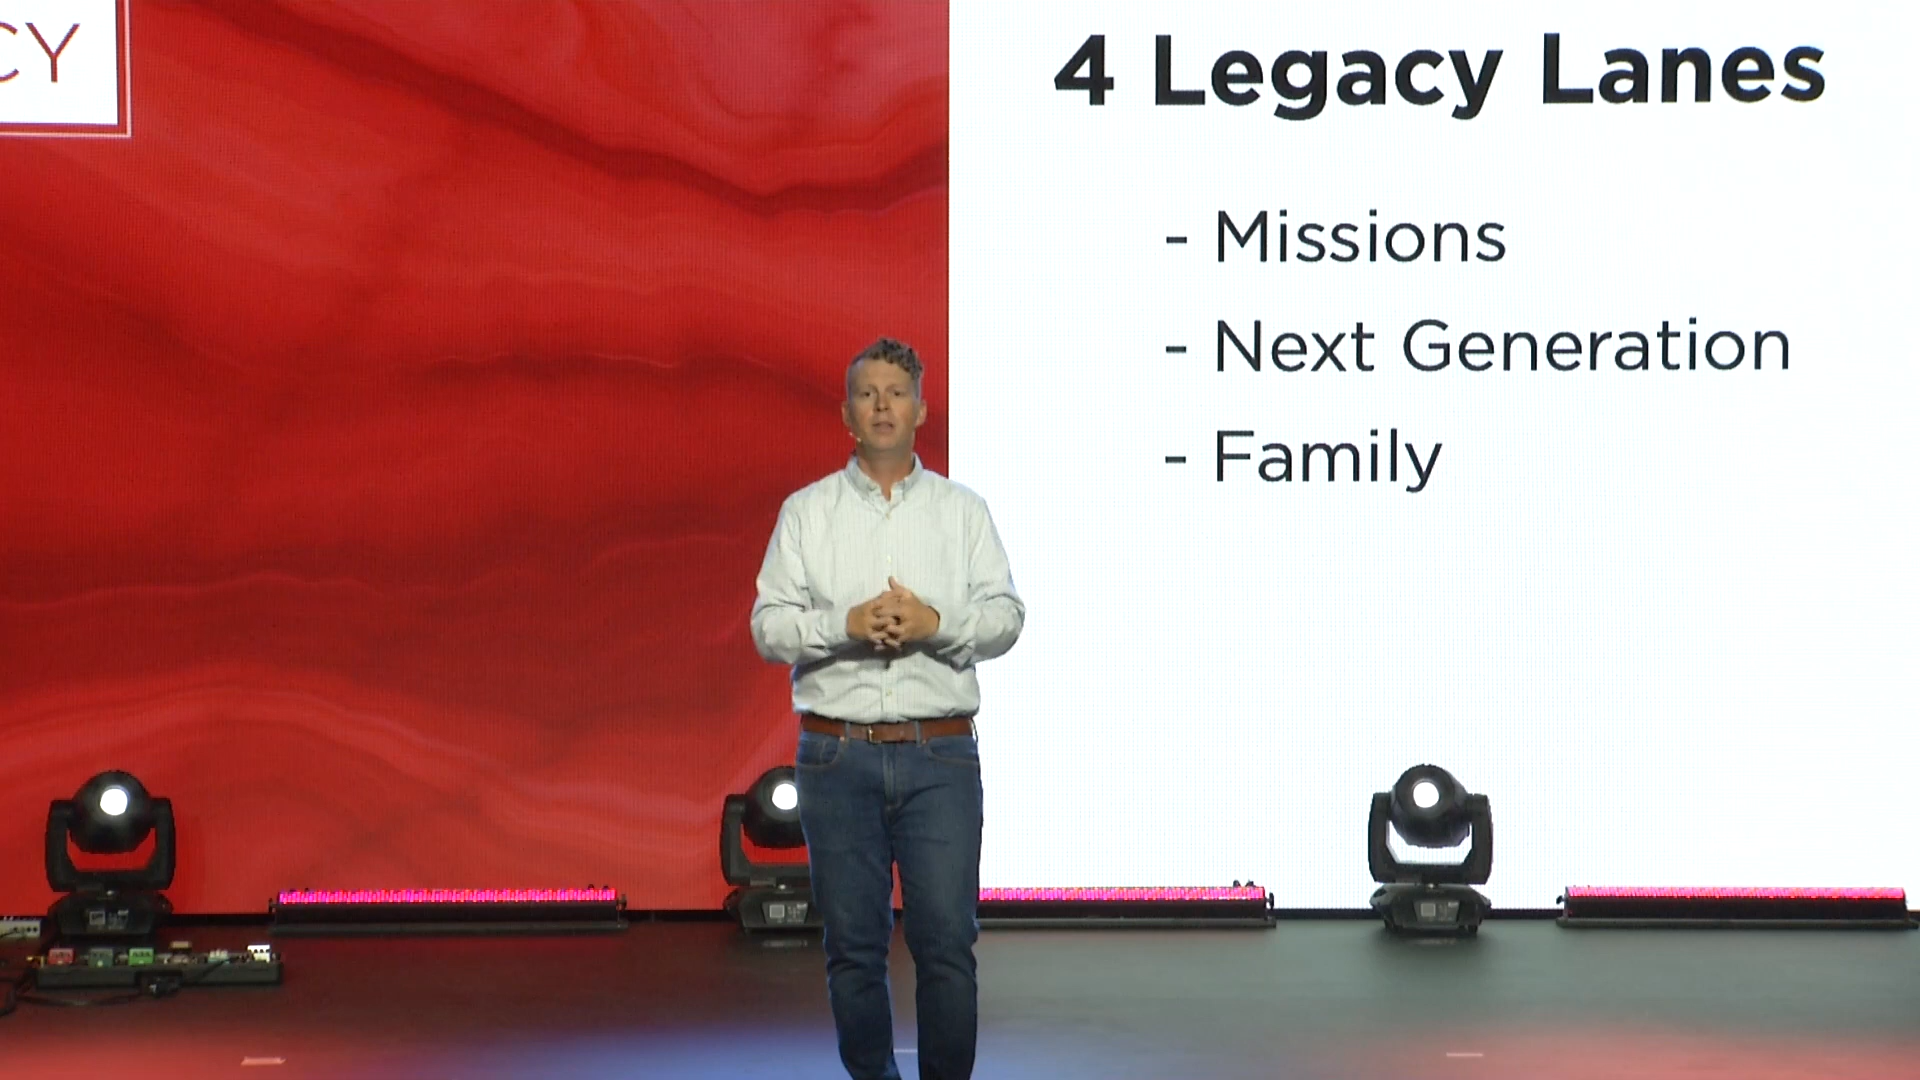 CY
4 Legacy Lanes
- Missions
- Next Generation
- Family